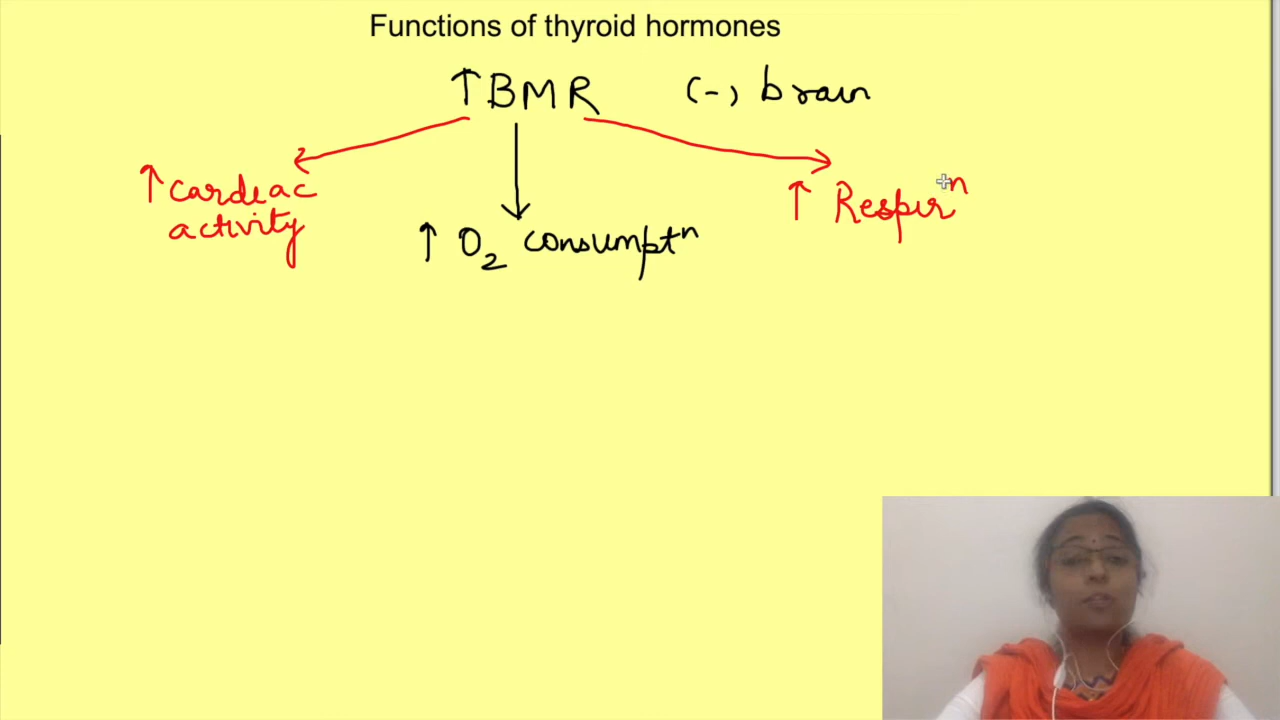 Functions of thyroid hormones
↑BMR (-) brain
↑cardiac
activity
↑ O₂ consumptⁿ
↑ Respirⁿ